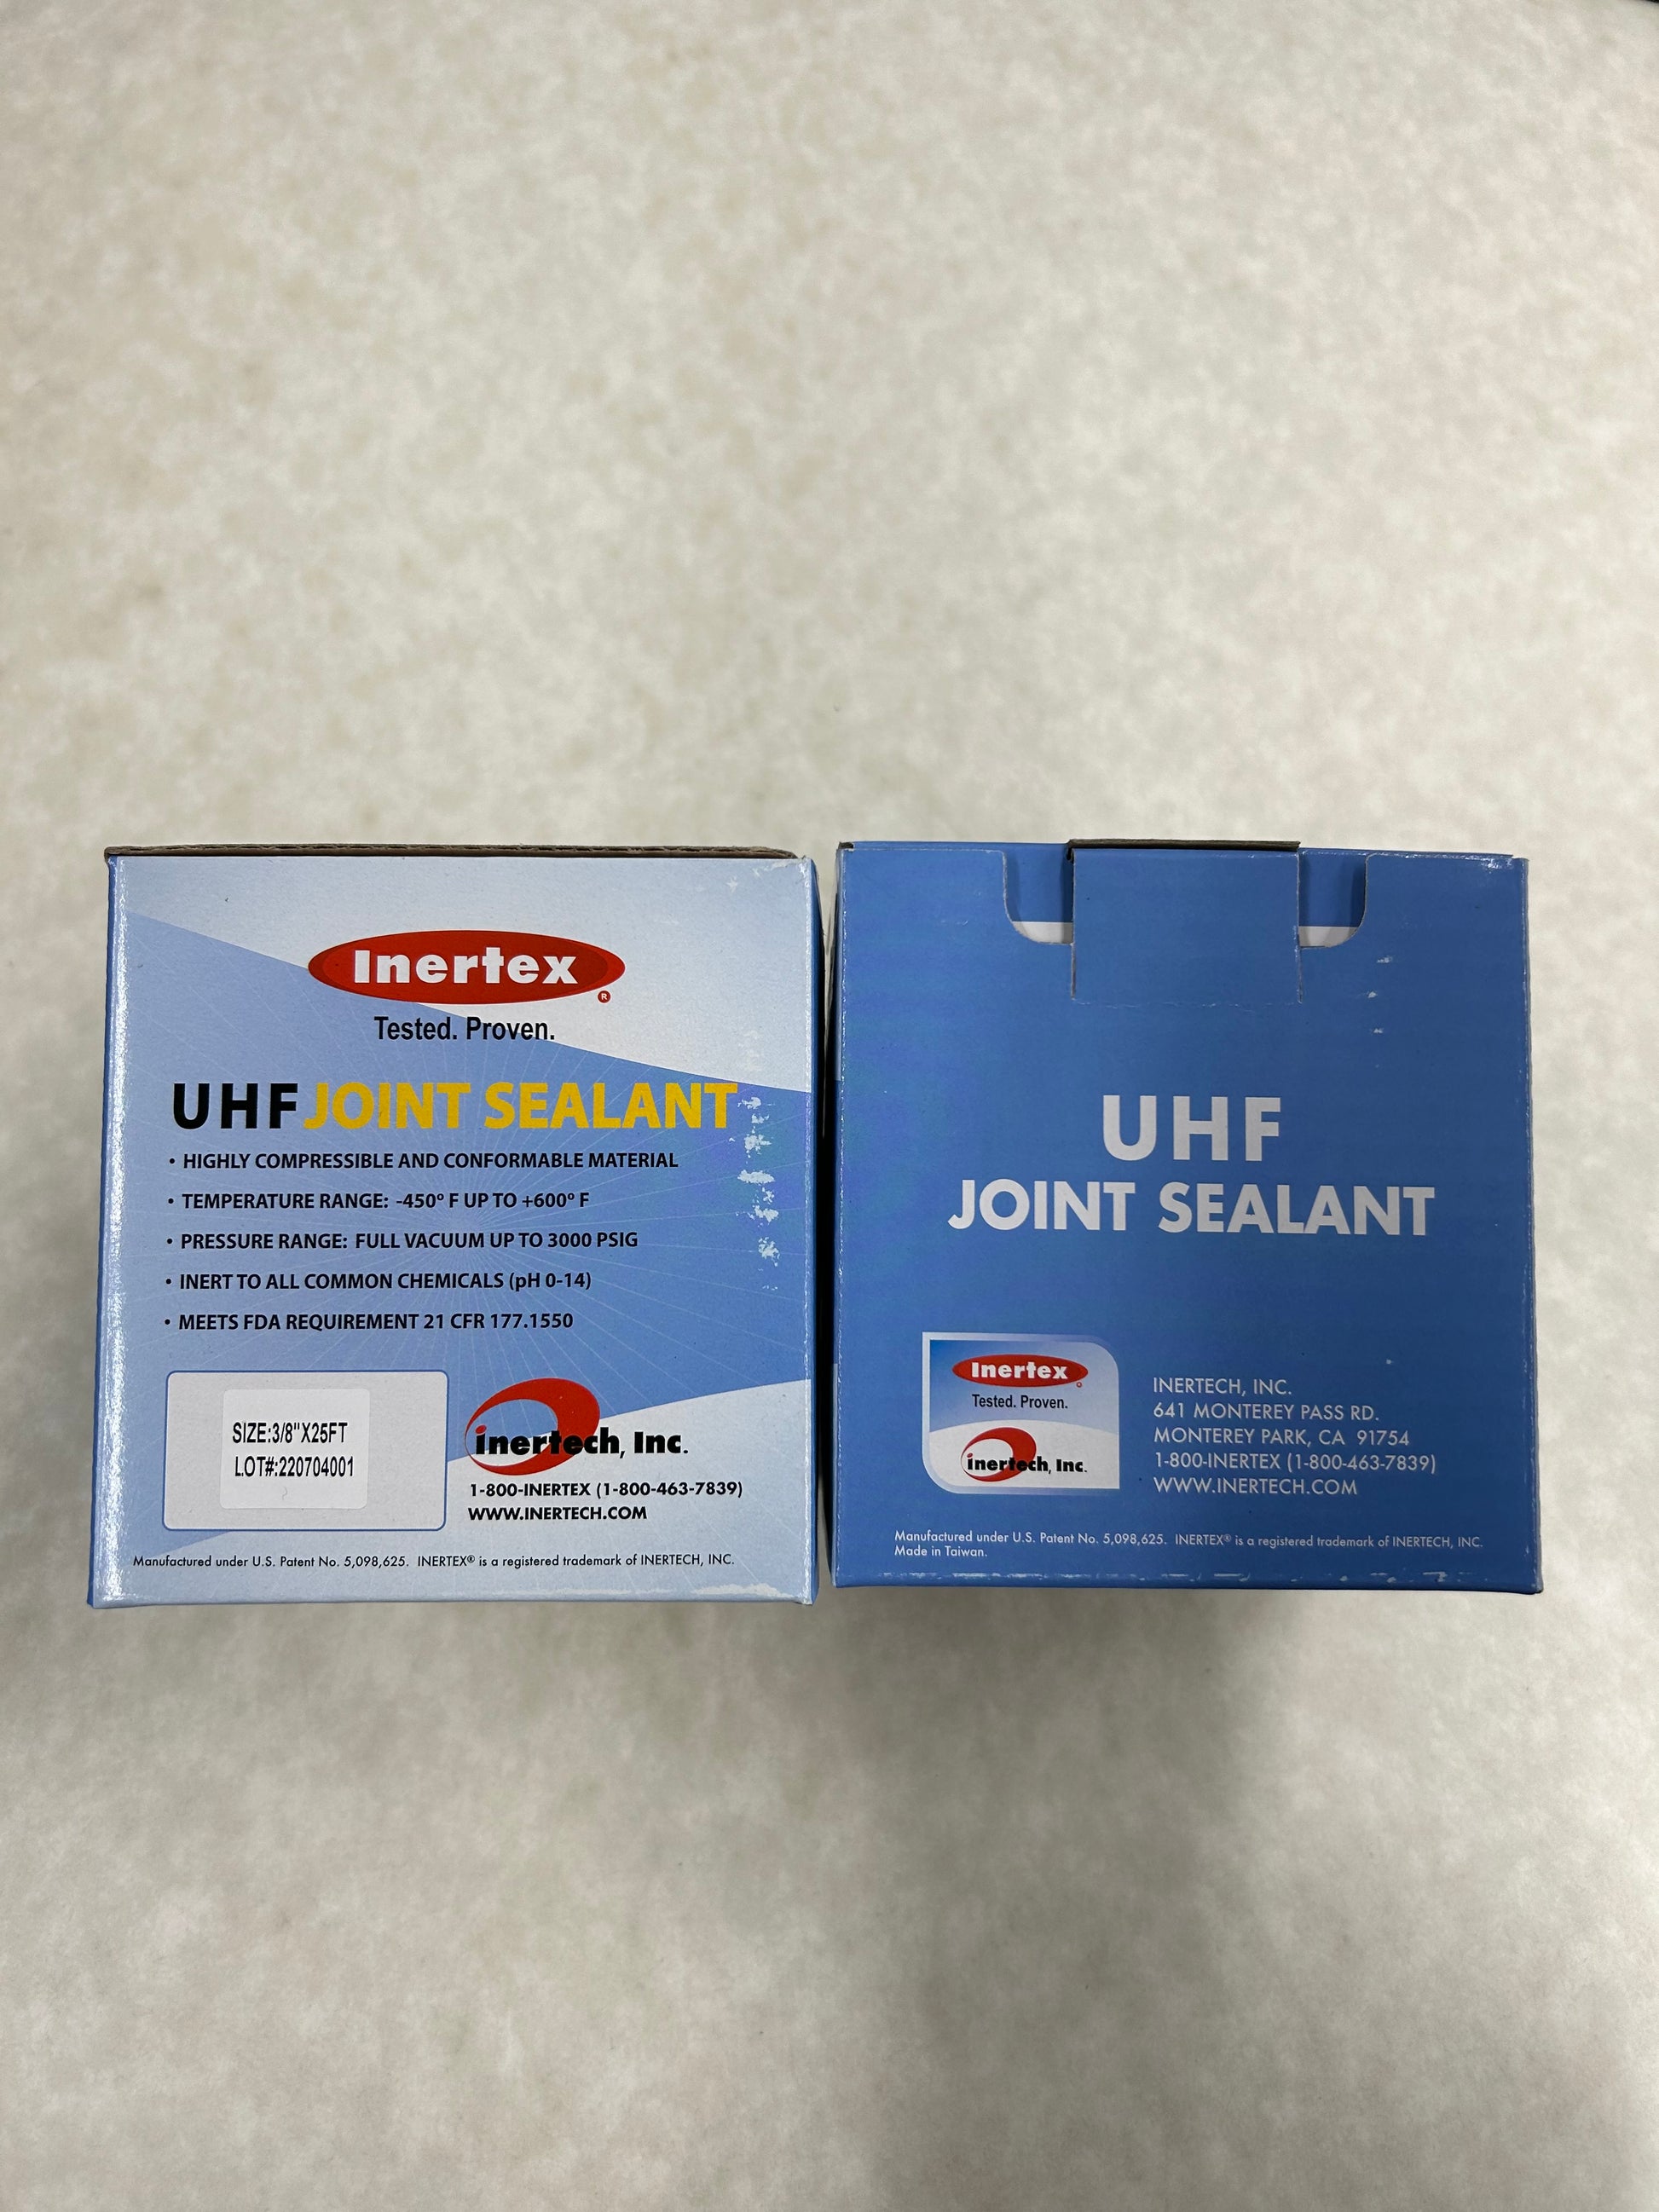 Inertex ®
Tested. Proven.
UHF JOINT SEALANT
• HIGHLY COMPRESSIBLE AND CONFORMABLE MATERIAL
• TEMPERATURE RANGE: -450º F UP TO +600º F
• PRESSURE RANGE: FULL VACUUM UP TO 3000 PSIG
• INERT TO ALL COMMON CHEMICALS (pH 0-14)
• MEETS FDA REQUIREMENT 21 CFR 177.1550
SIZE:3/8"X25FT
LOT#:220704001
inertech, Inc.
1-800-INERTEX (1-800-463-7839)
WWW.INERTECH.COM
Manufactured under U.S. Patent No. 5,098,625. INERTEX® is a registered trademark of INERTECH, INC.
UHF
JOINT SEALANT
Inertex ®
Tested. Proven.
inertech, Inc.
INERTECH, INC.
641 MONTEREY PASS RD.
MONTEREY PARK, CA 91754
1-800-INERTEX (1-800-463-7839)
WWW.INERTECH.COM
Manufactured under U.S. Patent No. 5,098,625. INERTEX® is a registered trademark of INERTECH, INC.
Made in Taiwan.